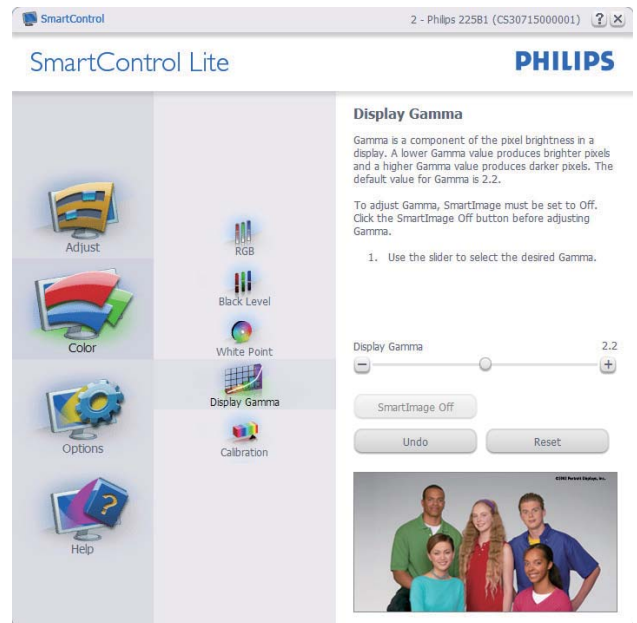 SmartControl
2 - Philips 225B1 (CS30715000001)
?
SmartControl Lite
PHILIPS
Adjust
Color
Options
Help
RGB
Black Level
White Point
Display Gamma
Calibration
Display Gamma
Gamma is a component of the pixel brightness in a
display. A lower Gamma value produces brighter pixels
and a higher Gamma value produces darker pixels. The
default value for Gamma is 2.2.
To adjust Gamma, SmartImage must be set to Off.
Click the SmartImage Off button before adjusting
Gamma.
1. Use the slider to select the desired Gamma.
Display Gamma 2.2
SmartImage Off
Undo Reset
Portrait Displays, Inc.